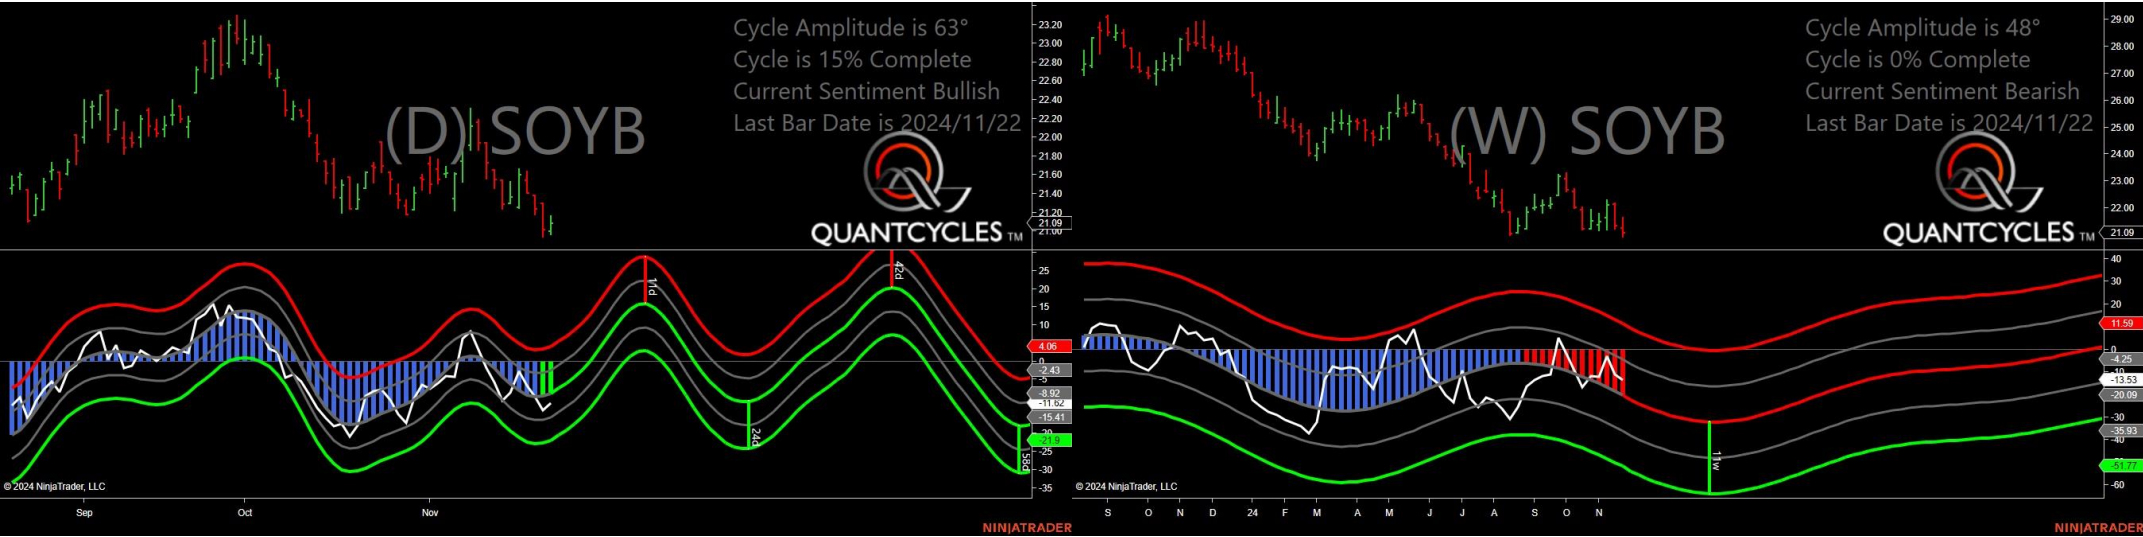 Cycle Amplitude is 63°
Cycle is 15% Complete
Current Sentiment Bullish
Last Bar Date is 2024/11/22
(D) SOYB
QUANTCYCLES TM
23.20
23.00
22.80
22.60
22.40
22.20
22.00
21.80
21.60
21.40
21.20
21.09
21.00
11d
24d
42d
58d
25
20
15
10
4.06
0
-2.43
-5
-8.92
-11.62
-15.41
-20
-21.9
-25
-30
-35
© 2024 NinjaTrader, LLC
Sep Oct Nov
NINJATRADER
Cycle Amplitude is 48°
Cycle is 0% Complete
Current Sentiment Bearish
Last Bar Date is 2024/11/22
(W) SOYB
QUANTCYCLES TM
29.00
28.00
27.00
26.00
25.00
24.00
23.00
22.00
21.09
11w
40
30
20
11.59
0
-4.25
-10
-13.53
-20.09
-30
-35.93
-40
-51.77
-60
© 2024 NinjaTrader, LLC
S O N D 24 F M A M J J A S O N
NINJATRADER